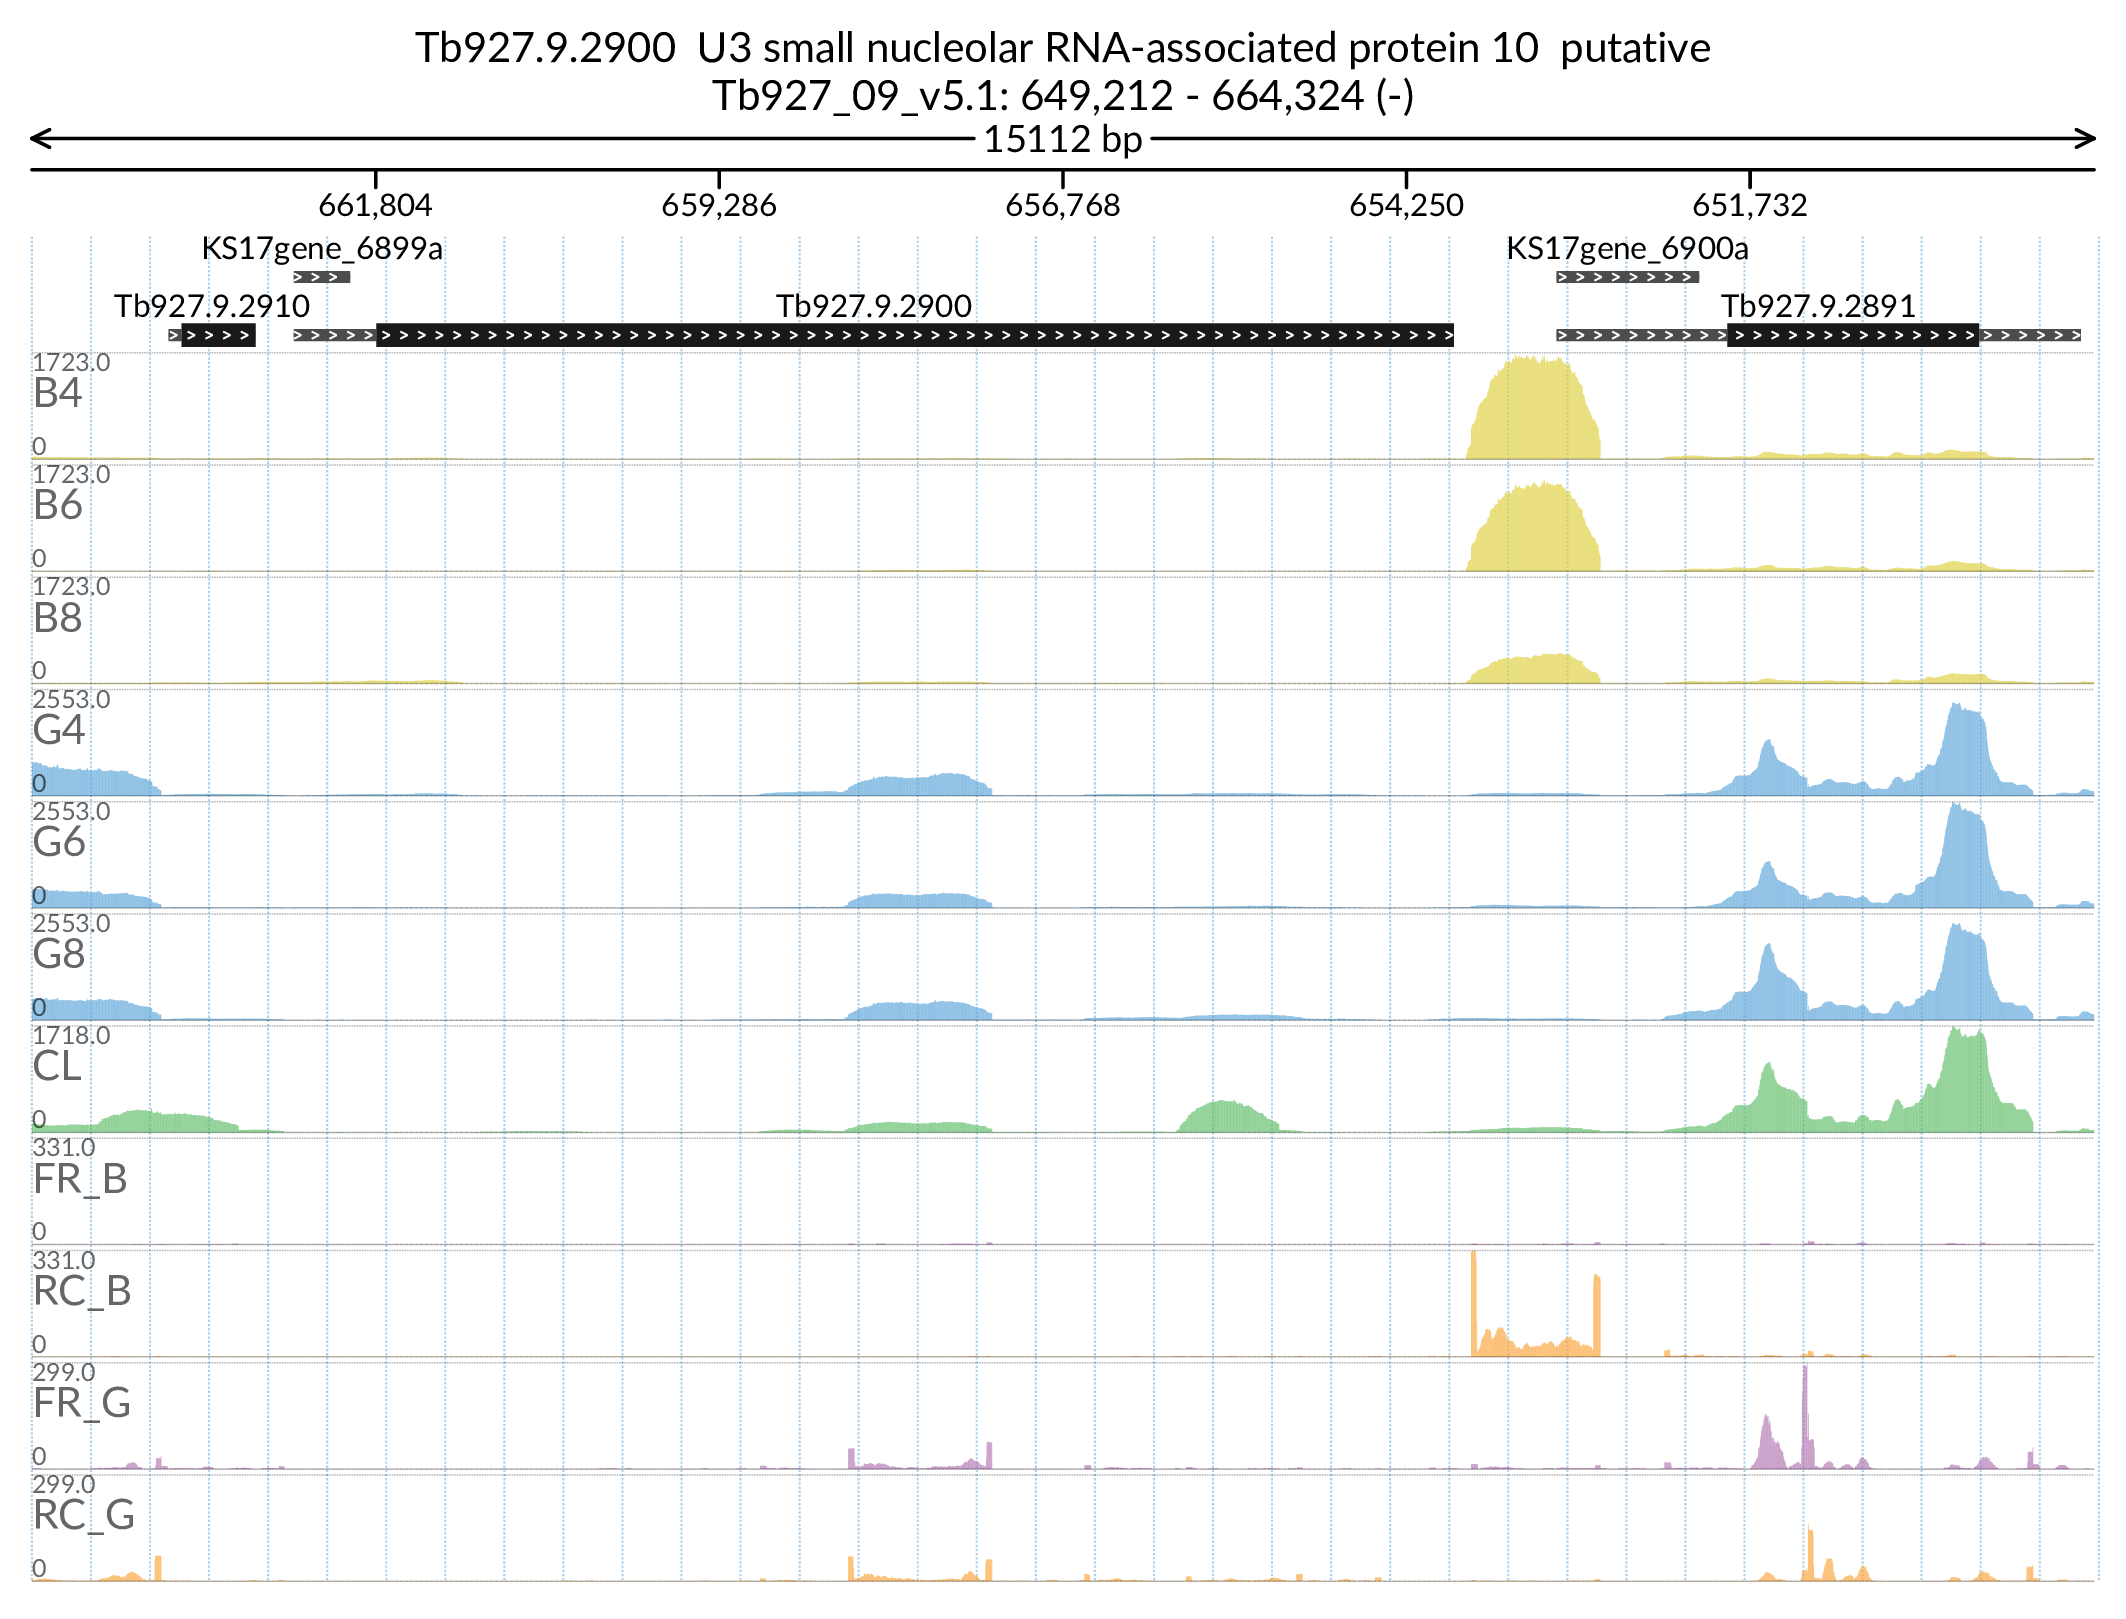 Tb927.9.2900  U3 small nucleolar RNA-associated protein 10  putative
Tb927_09_v5.1: 649,212 - 664,324 (-)
15112 bp
661,804 659,286 656,768 654,250 651,732
KS17gene_6899a KS17gene_6900a
Tb927.9.2910 Tb927.9.2900 Tb927.9.2891
1723.0
B4
0
1723.0
B6
0
1723.0
B8
0
2553.0
G4
0
2553.0
G6
0
2553.0
G8
0
1718.0
CL
0
331.0
FR_B
0
331.0
RC_B
0
299.0
FR_G
0
299.0
RC_G
0